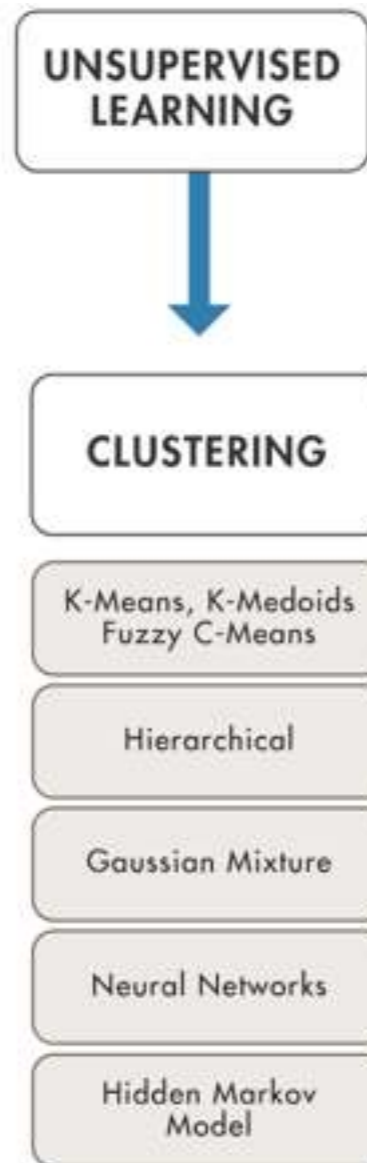 UNSUPERVISED
LEARNING
CLUSTERING
K-Means, K-Medoids
Fuzzy C-Means
Hierarchical
Gaussian Mixture
Neural Networks
Hidden Markov
Model